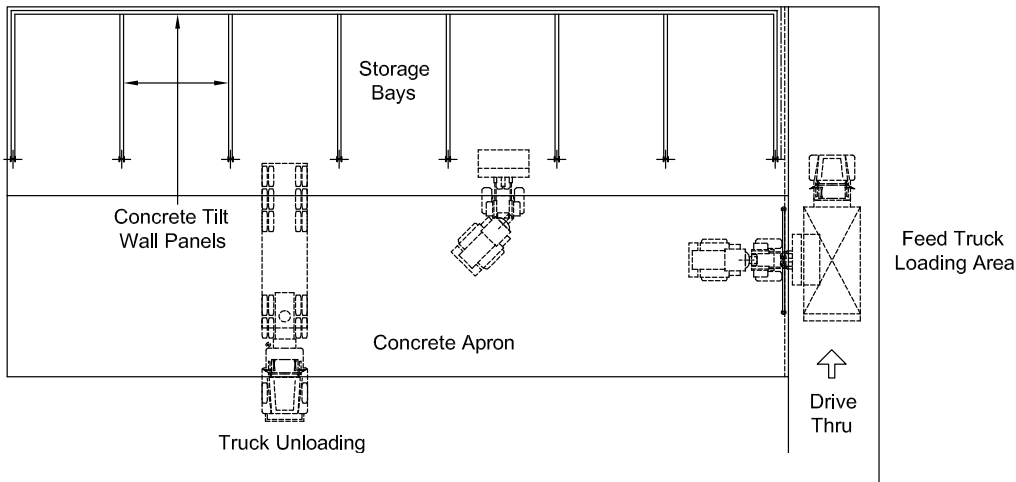 Storage
Bays
Concrete Tilt
Wall Panels
Feed Truck
Loading Area
Concrete Apron
Drive
Thru
Truck Unloading